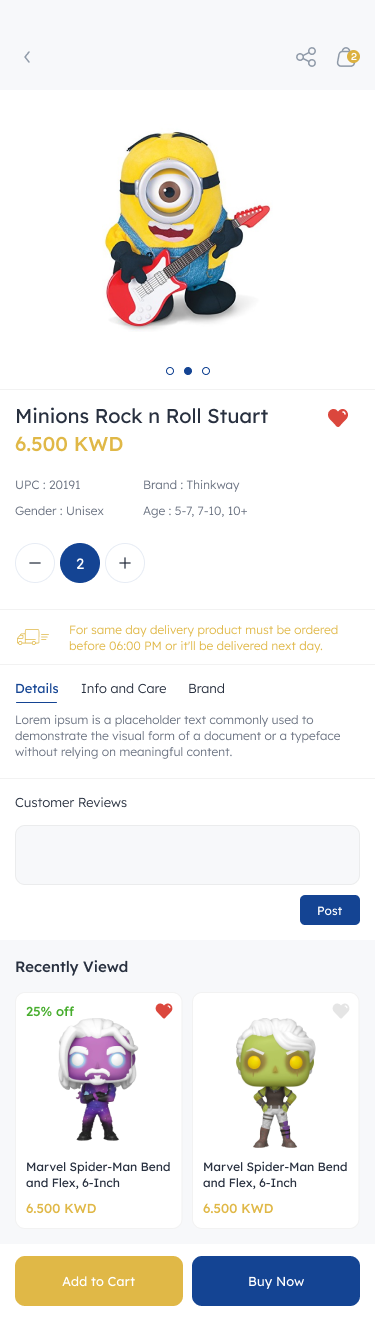 2
Minions Rock n Roll Stuart
6.500 KWD
UPC : 20191
Brand : Thinkway
Gender : Unisex
Age : 5-7, 7-10, 10+
2
For same day delivery product must be ordered
before 06:00 PM or it'll be delivered next day.
Details Info and Care Brand
Lorem ipsum is a placeholder text commonly used to
demonstrate the visual form of a document or a typeface
without relying on meaningful content.
Customer Reviews
Post
Recently Viewd
25% off
Marvel Spider-Man Bend
and Flex, 6-Inch
6.500 KWD
Marvel Spider-Man Bend
and Flex, 6-Inch
6.500 KWD
Add to Cart
Buy Now